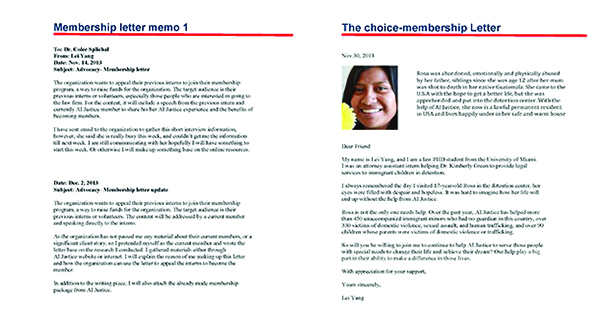 Membership letter memo 1
To: Dr. Coler Splichal
From: Lei Yang
Date: Nov. 14, 2013
Subject: Advocacy- Membership letter
The organization wants to appeal their previous interns to join their membership
program, a way to raise funds for the organization. The target audience is their
previous interns or volunteers, especially those people who are interested in going to
the law firm. For the content, it will include a speech from the previous intern and
currently AI Justice member to share his/her AI Justice experience and the benefits of
becoming members.
I have sent email to the organization to gather this short interview information,
however, she said she is really busy this week, and couldn't get me the information
till next week. I am still communicating with her hopefully I will have something to
start this week. Or otherwise I will make up something base on the online resources.
Date: Dec. 2, 2013
Subject: Advocacy- Membership letter update
The organization wants to appeal their previous interns to join their membership
program, a way to raise funds for the organization. The target audience is their
previous interns or volunteers. The content will be addressed by a current member
and speaking directly to the interns.
As the organization has not passed me any material about their current members, or a
significant client story, so I pretended myself as the current member and wrote the
letter base on the research I conducted. I gathered materials either through
AI Justice website or internet. I will explain the reason of me making up this letter
and how the organization can use the letter to appeal the interns to become the
member.
In addition to the writing piece, I will also attach the already made membership
package from AI Justice.
The choice-membership Letter
Nov.30, 2013
Rosa was abandoned, emotionally and physically abused
by her father, siblings since she was age 12 after her mum
was shot to death in her native Guatemala. She came to the
U.S.A with the hope to get a better life, but she was
apprehended and put into the detention center. With the
help of AI Justice, she now is a lawful permanent resident
in USA and lives happily under in her safe and warm house
Dear Friend
My name is Lei Yang, and I am a law PHD student from the University of Miami.
I was an attorney assistant intern helping Dr. Kimberly Green to provide legal
services to immigrant children in detention.
I always remembered the day I visited 17-year-old Rosa in the detention center, her
eyes were filled with despair and hopeless. It is hard to imagine how her life will
end up without the help from AI Justice.
Rosa is not the only one needs help. Over the past year, AI Justice has helped more
than 450 unaccompanied immigrant minors who had no guardian in this country, over
330 victims of domestic violence, sexual assault, and human trafficking, and over 90
children whose parents were victims of domestic violence or trafficking.
So will you be willing to join me to continue to help AI Justice to serve those people
with special needs to change their life and achieve their dream? Our help play a big
part in their ability to make a difference in those lives.
With appreciation for your support,
Yours sincerely,
Lei Yang